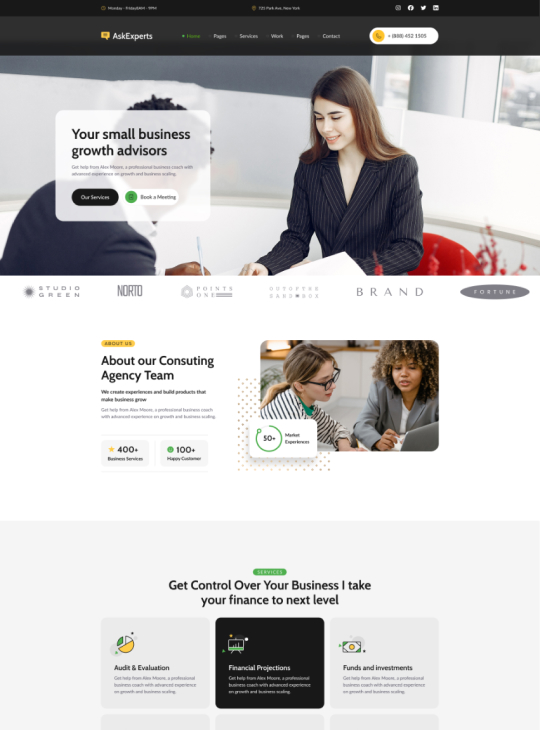 Monday - Friday 8AM - 9PM
725 Park Ave, New York
AskExperts
Home
Pages
Services
Work
Pages
Contact
+ (888) 452 1505
Your small business
growth advisors
Get help from Alex Moore, a professional business coach with
advanced experience on growth and business scaling.
Our Services
Book a Meeting
STUDIO
GREEN
NORTO
POINTS
ONE
BRAND
FORTUNE
ABOUT US
About our Consuting
Agency Team
We create experiences and build products that
make business grow
Get help from Alex Moore, a professional business coach
with advanced experience on growth and business scaling.
400+
Business Services
100+
Happy Customer
50+
Market
Experiences
SERVICES
Get Control Over Your Business I take
your finance to next level
Audit & Evaluation
Get help from Alex Moore, a professional
business coach with advanced experience
on growth and business scaling.
Financial Projections
Get help from Alex Moore, a professional
business coach with advanced experience
on growth and business scaling.
Funds and investments
Get help from Alex Moore, a professional
business coach with advanced experience
on growth and business scaling.